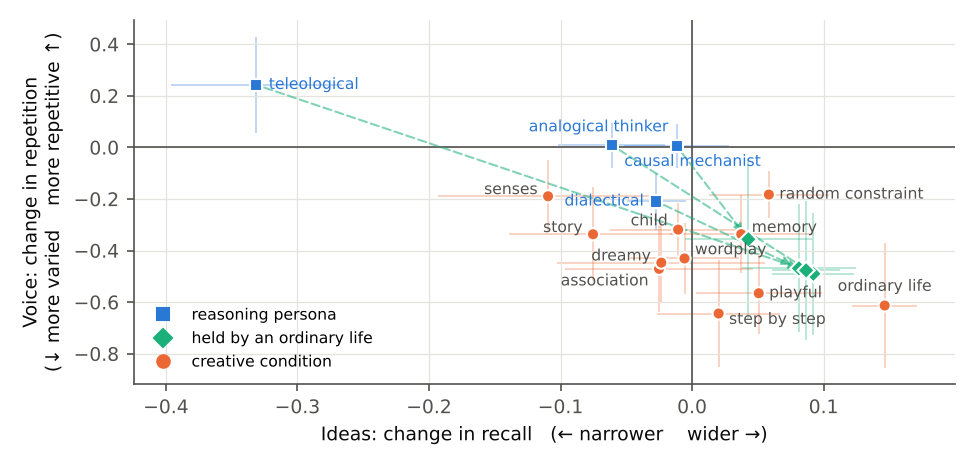 Voice: change in repetition
(↓ more varied more repetitive ↑)
0.4
0.2
0.0
−0.2
−0.4
−0.6
−0.8
teleological
analogical thinker
causal mechanist
senses
dialectical
random constraint
story
child
memory
dreamy
wordplay
association
playful
ordinary life
step by step
reasoning persona
held by an ordinary life
creative condition
−0.4
−0.3
−0.2
−0.1
0.0
0.1
Ideas: change in recall (← narrower wider →)